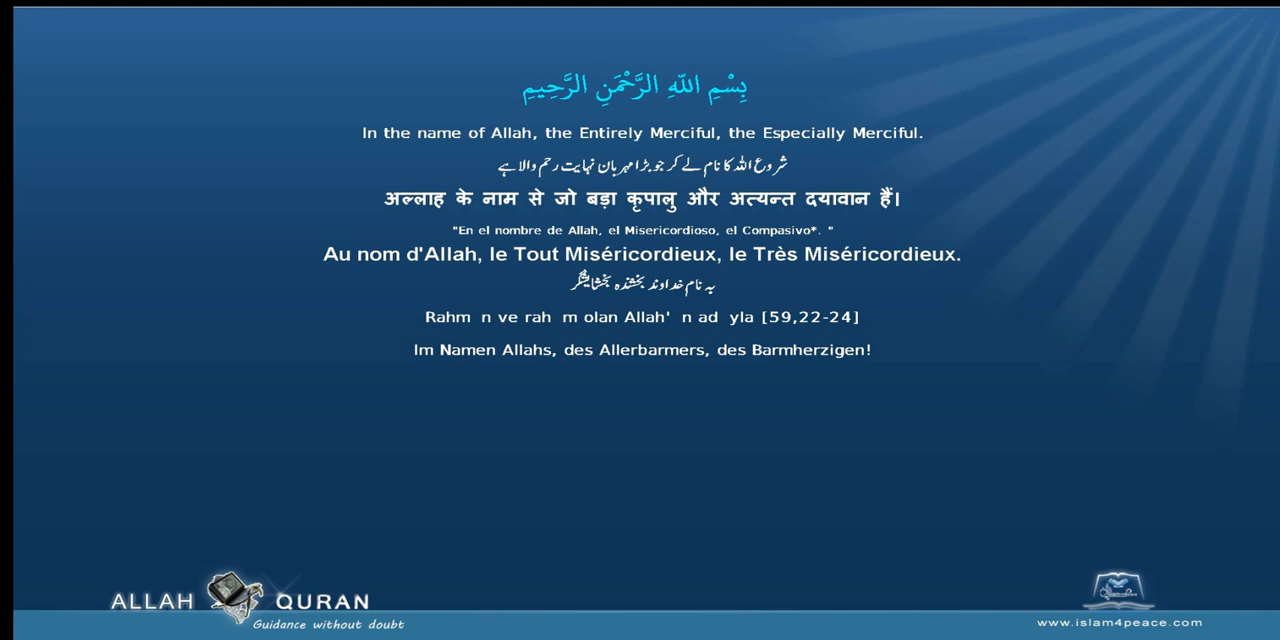 بِسْمِ اللَّهِ الرَّحْمَنِ الرَّحِيمِ
In the name of Allah, the Entirely Merciful, the Especially Merciful.
شروع الله کا نام لے کر جو بڑا مہربان نہایت رحم والا ہے
अल्लाह के नाम से जो बड़ा कृपालु और अत्यन्त दयावान हैं।
"En el nombre de Allah, el Misericordioso, el Compasivo*. "
Au nom d'Allah, le Tout Miséricordieux, le Très Miséricordieux.
به نام خداوند بخشنده بخشایشگر
Rahm n ve rah m olan Allah' n ad yla [59,22-24]
Im Namen Allahs, des Allerbarmers, des Barmherzigen!
ALLAH QURAN
Guidance without doubt
www.islam4peace.com